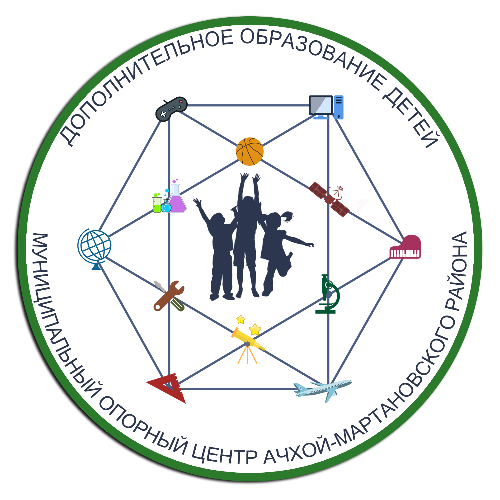 ДОПОЛНИТЕЛЬНОЕ ОБРАЗОВАНИЕ ДЕТЕЙ
МУНИЦИПАЛЬНЫЙ ОПОРНЫЙ ЦЕНТР АЧХОЙ-МАРТАНОВСКОГО РАЙОНА